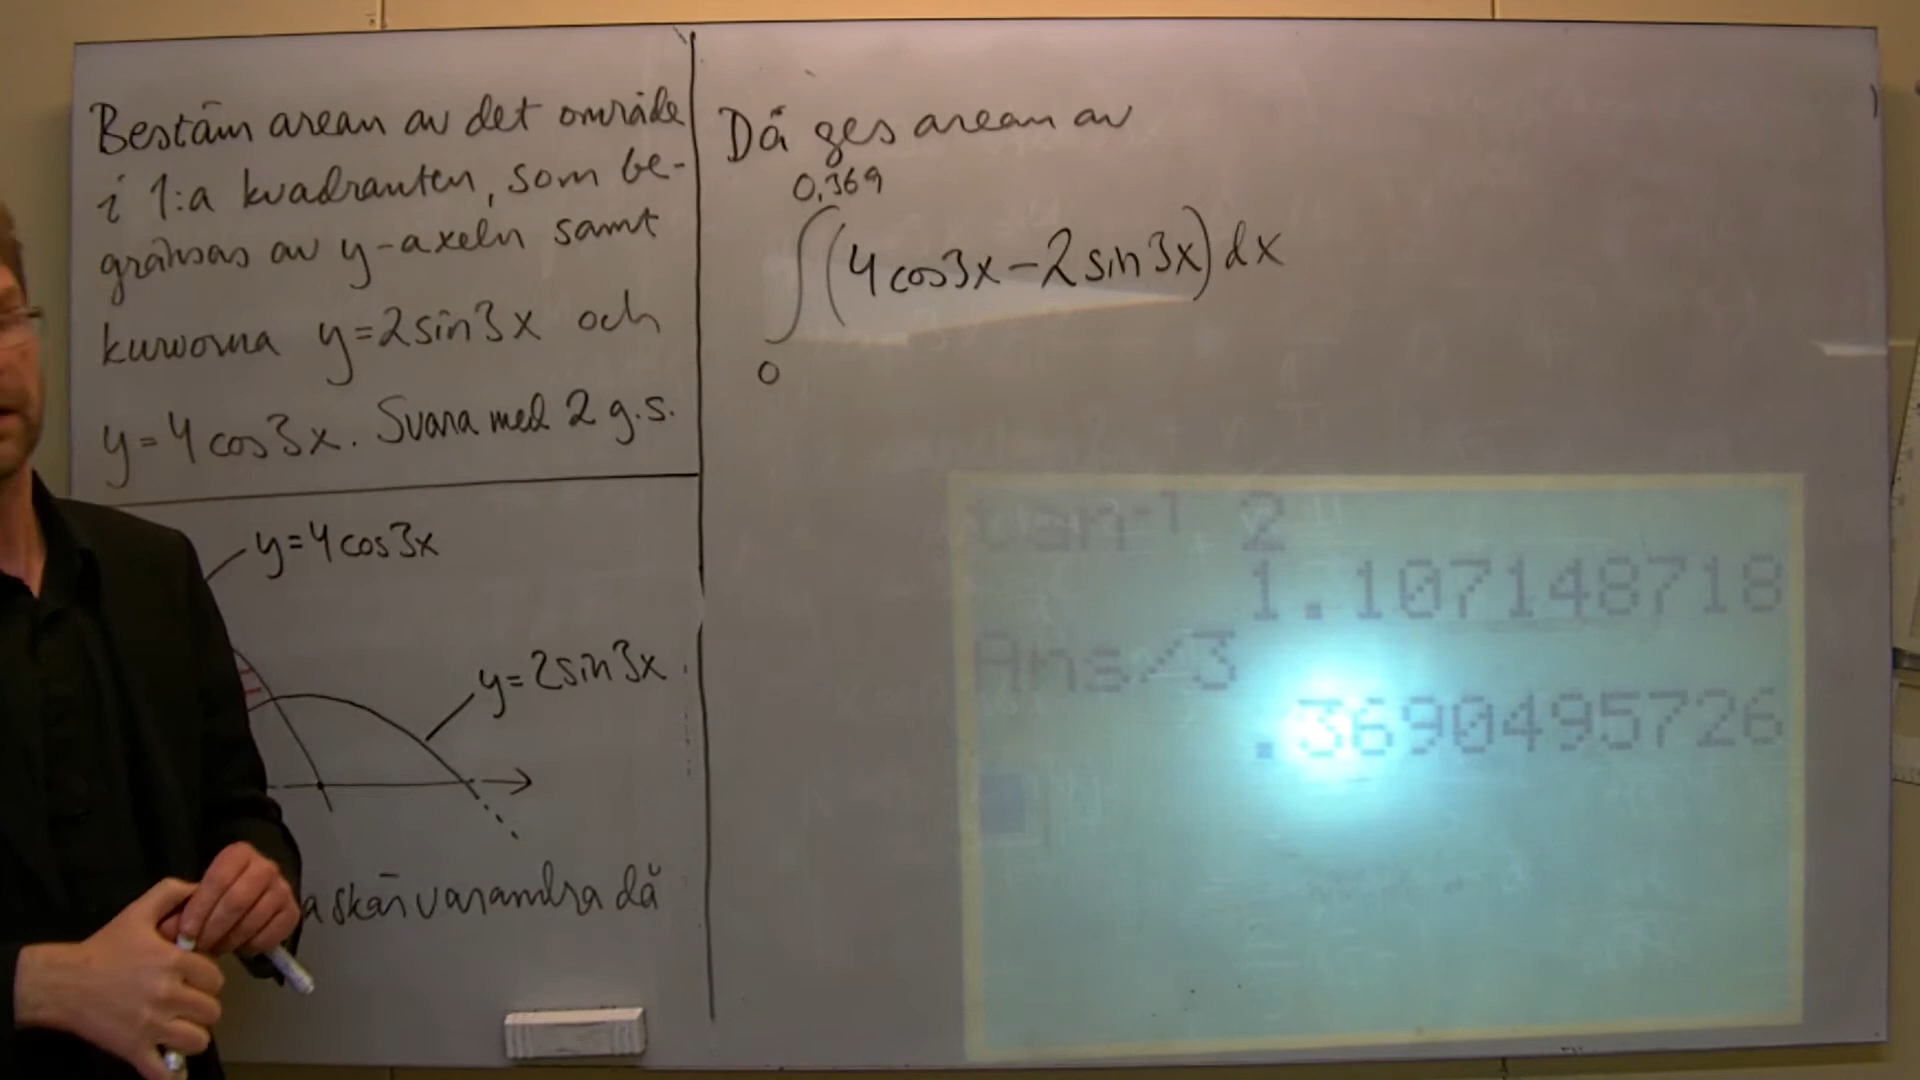 Bestäm arean av det område
i 1:a kvadranten, som be-
gränsas av y-axeln samt
kurvorna y=2sin3x och
y=4cos3x. Svara med 2 g.s.
y=4cos3x
y=2sin3x
a skär varandra då
Då ges arean av
0,369
∫(4cos3x-2sin3x)dx
0
tan-1 2
1.107148718
Ans/3
.3690495726